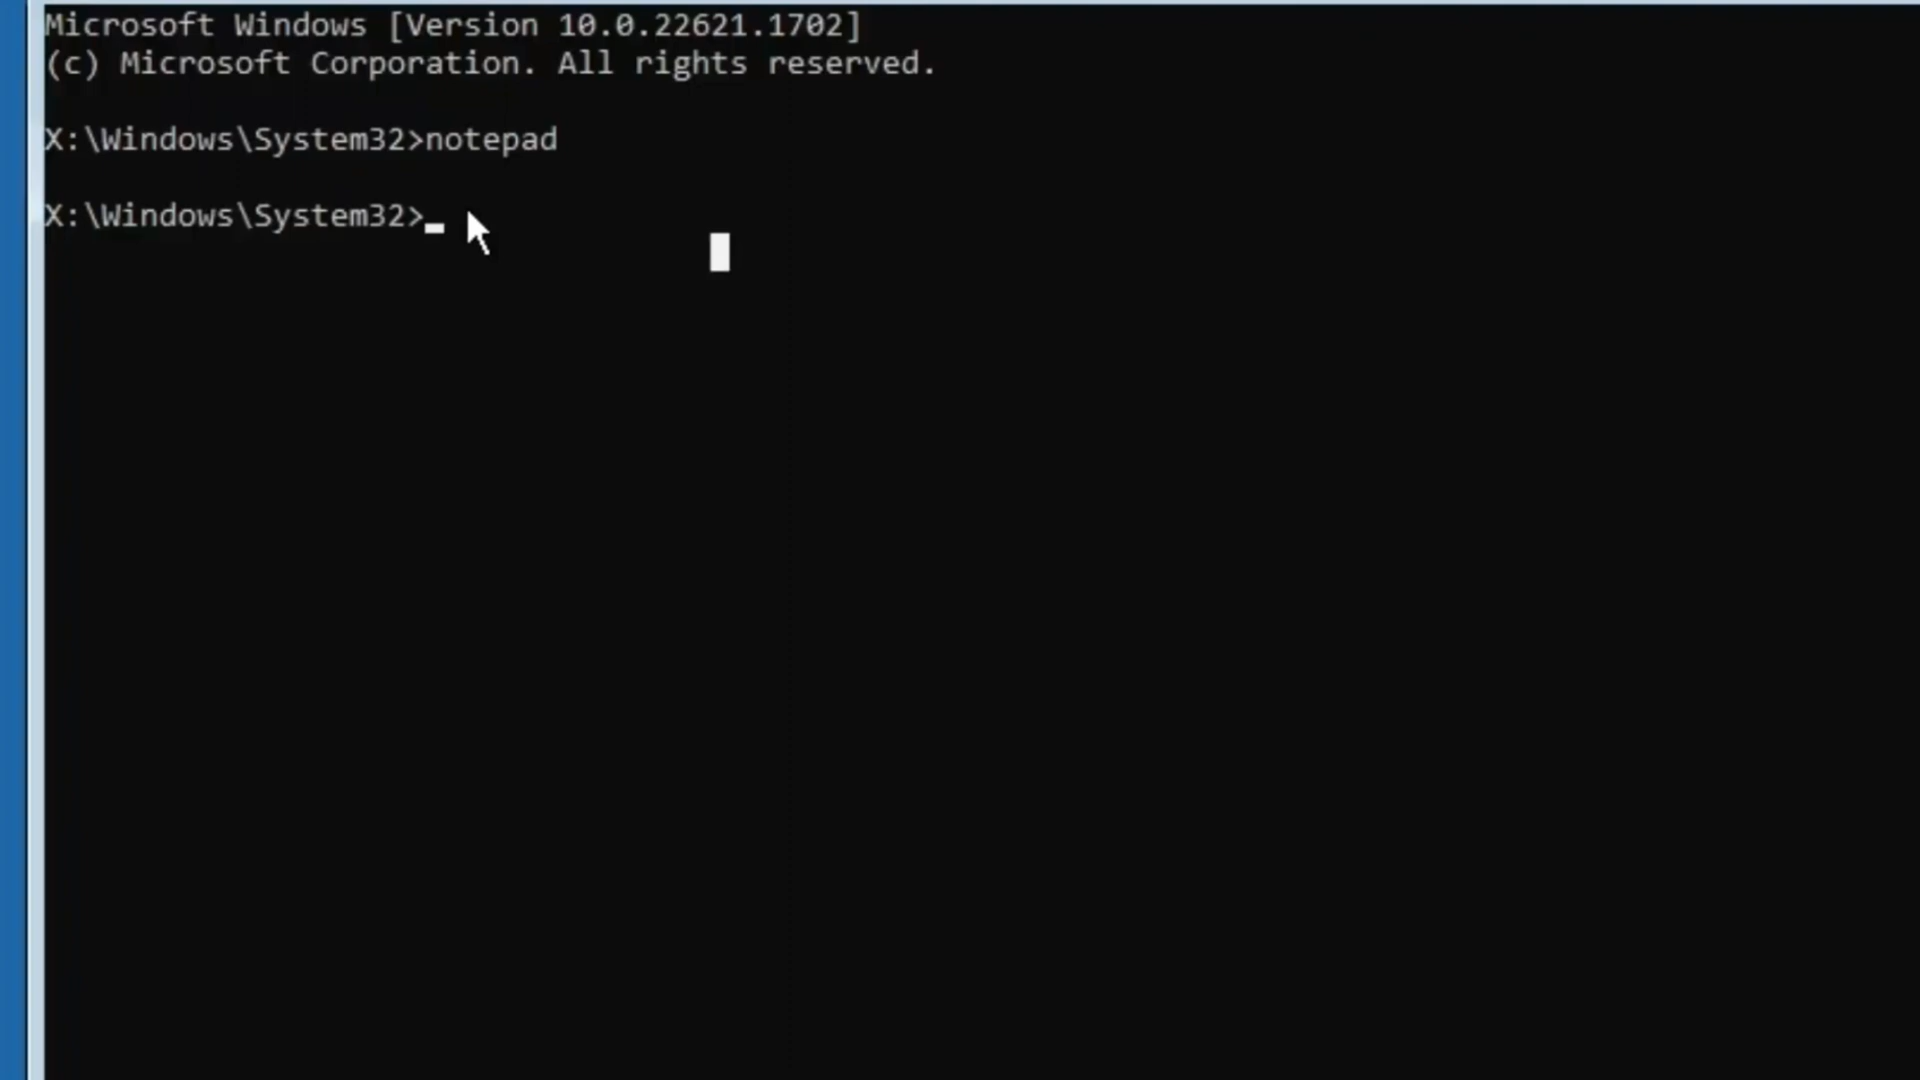 Microsoft Windows [Version 10.0.22621.1702]
(c) Microsoft Corporation. All rights reserved.
X:\Windows\System32>notepad
X:\Windows\System32>